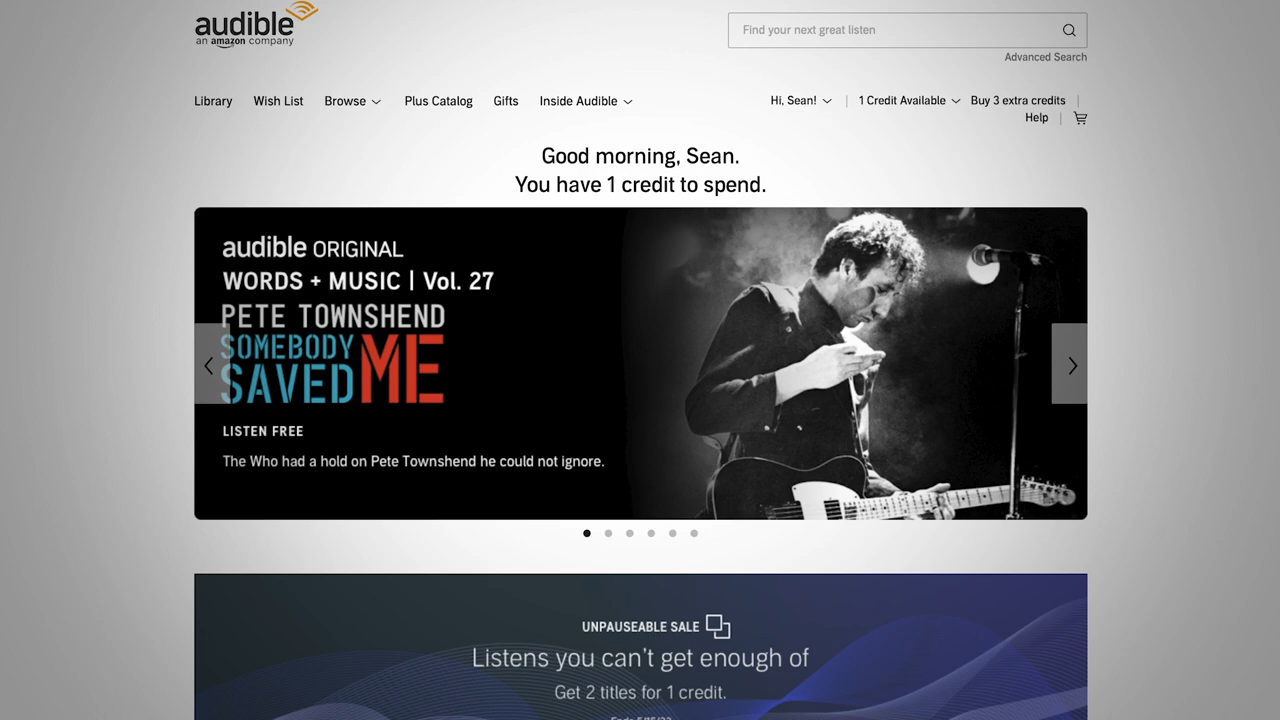 audible
an amazon company
Find your next great listen
Advanced Search
Library Wish List Browse Plus Catalog Gifts Inside Audible
Hi, Sean! 1 Credit Available Buy 3 extra credits
Help
Good morning, Sean.
You have 1 credit to spend.
audible ORIGINAL
WORDS + MUSIC | Vol. 27
PETE TOWNSHEND
SOMEBODY
SAVED ME
LISTEN FREE
The Who had a hold on Pete Townshend he could not ignore.
UNPAUSEABLE SALE
Listens you can't get enough of
Get 2 titles for 1 credit.